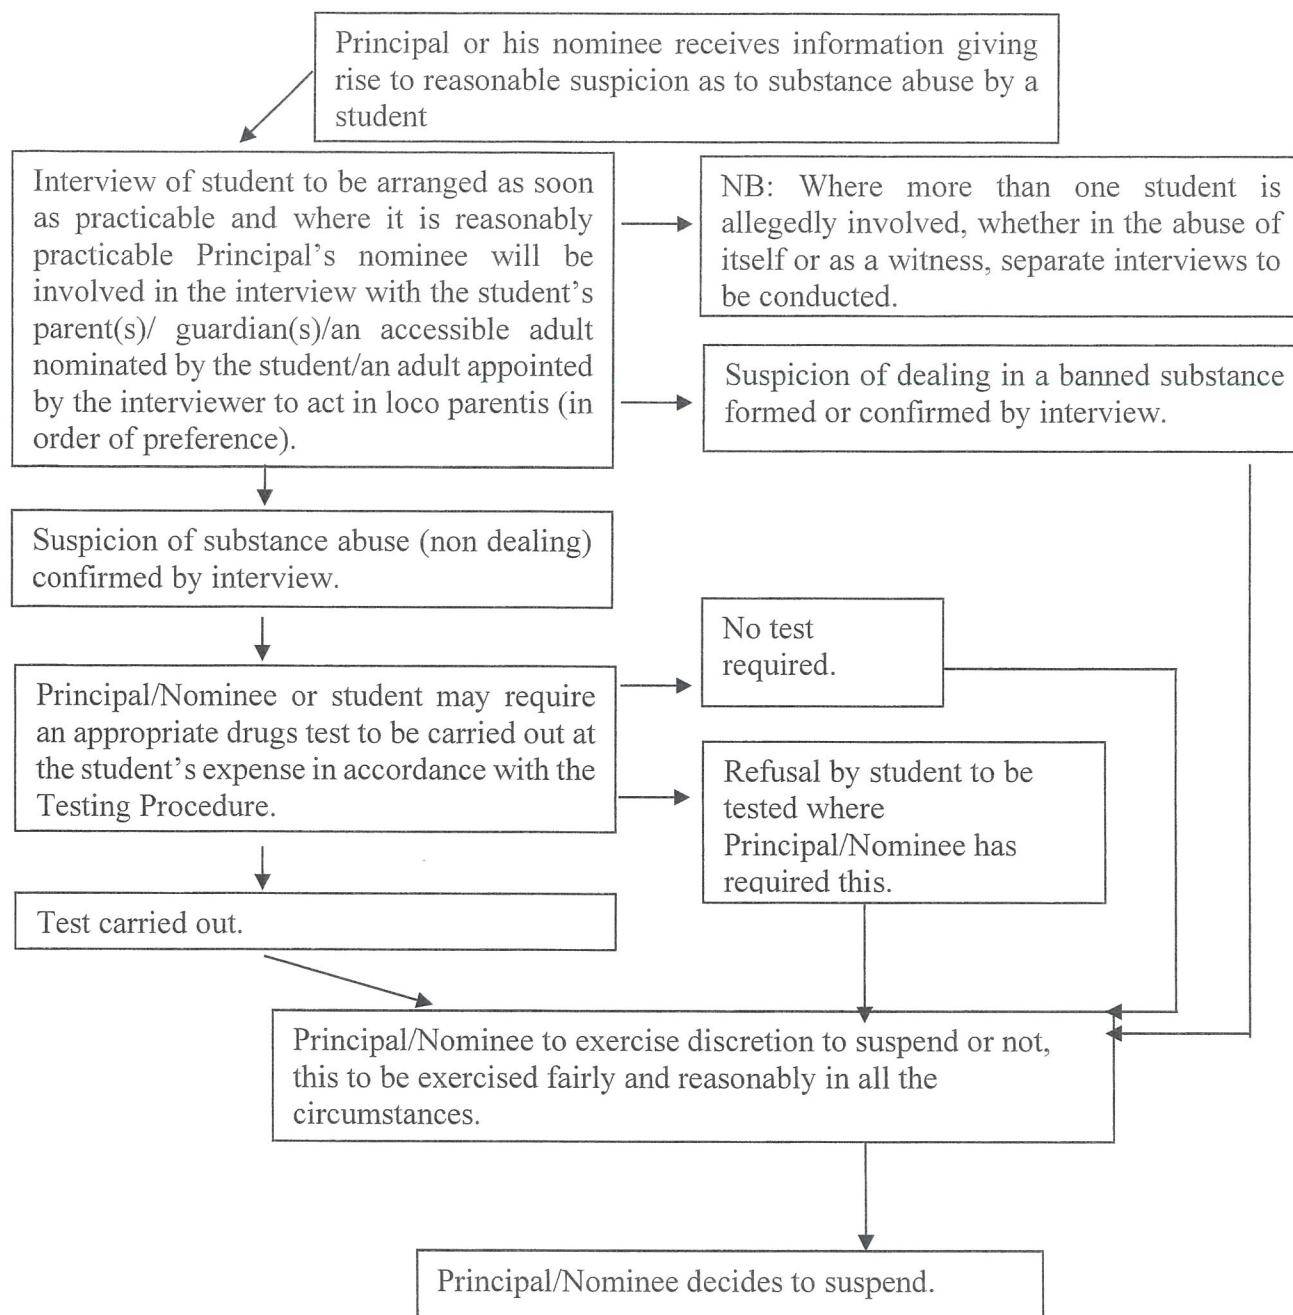 Principal or his nominee receives information giving
rise to reasonable suspicion as to substance abuse by a
student
Interview of student to be arranged as soon
as practicable and where it is reasonably
practicable Principal's nominee will be
involved in the interview with the student's
parent(s)/ guardian(s)/an accessible adult
nominated by the student/an adult appointed
by the interviewer to act in loco parentis (in
order of preference).
NB: Where more than one student is
allegedly involved, whether in the abuse of
itself or as a witness, separate interviews to
be conducted.
Suspicion of dealing in a banned substance
formed or confirmed by interview.
Suspicion of substance abuse (non dealing)
confirmed by interview.
No test
required.
Principal/Nominee or student may require
an appropriate drugs test to be carried out at
the student's expense in accordance with the
Testing Procedure.
Refusal by student to be
tested where
Principal/Nominee has
required this.
Test carried out.
Principal/Nominee to exercise discretion to suspend or not,
this to be exercised fairly and reasonably in all the
circumstances.
Principal/Nominee decides to suspend.